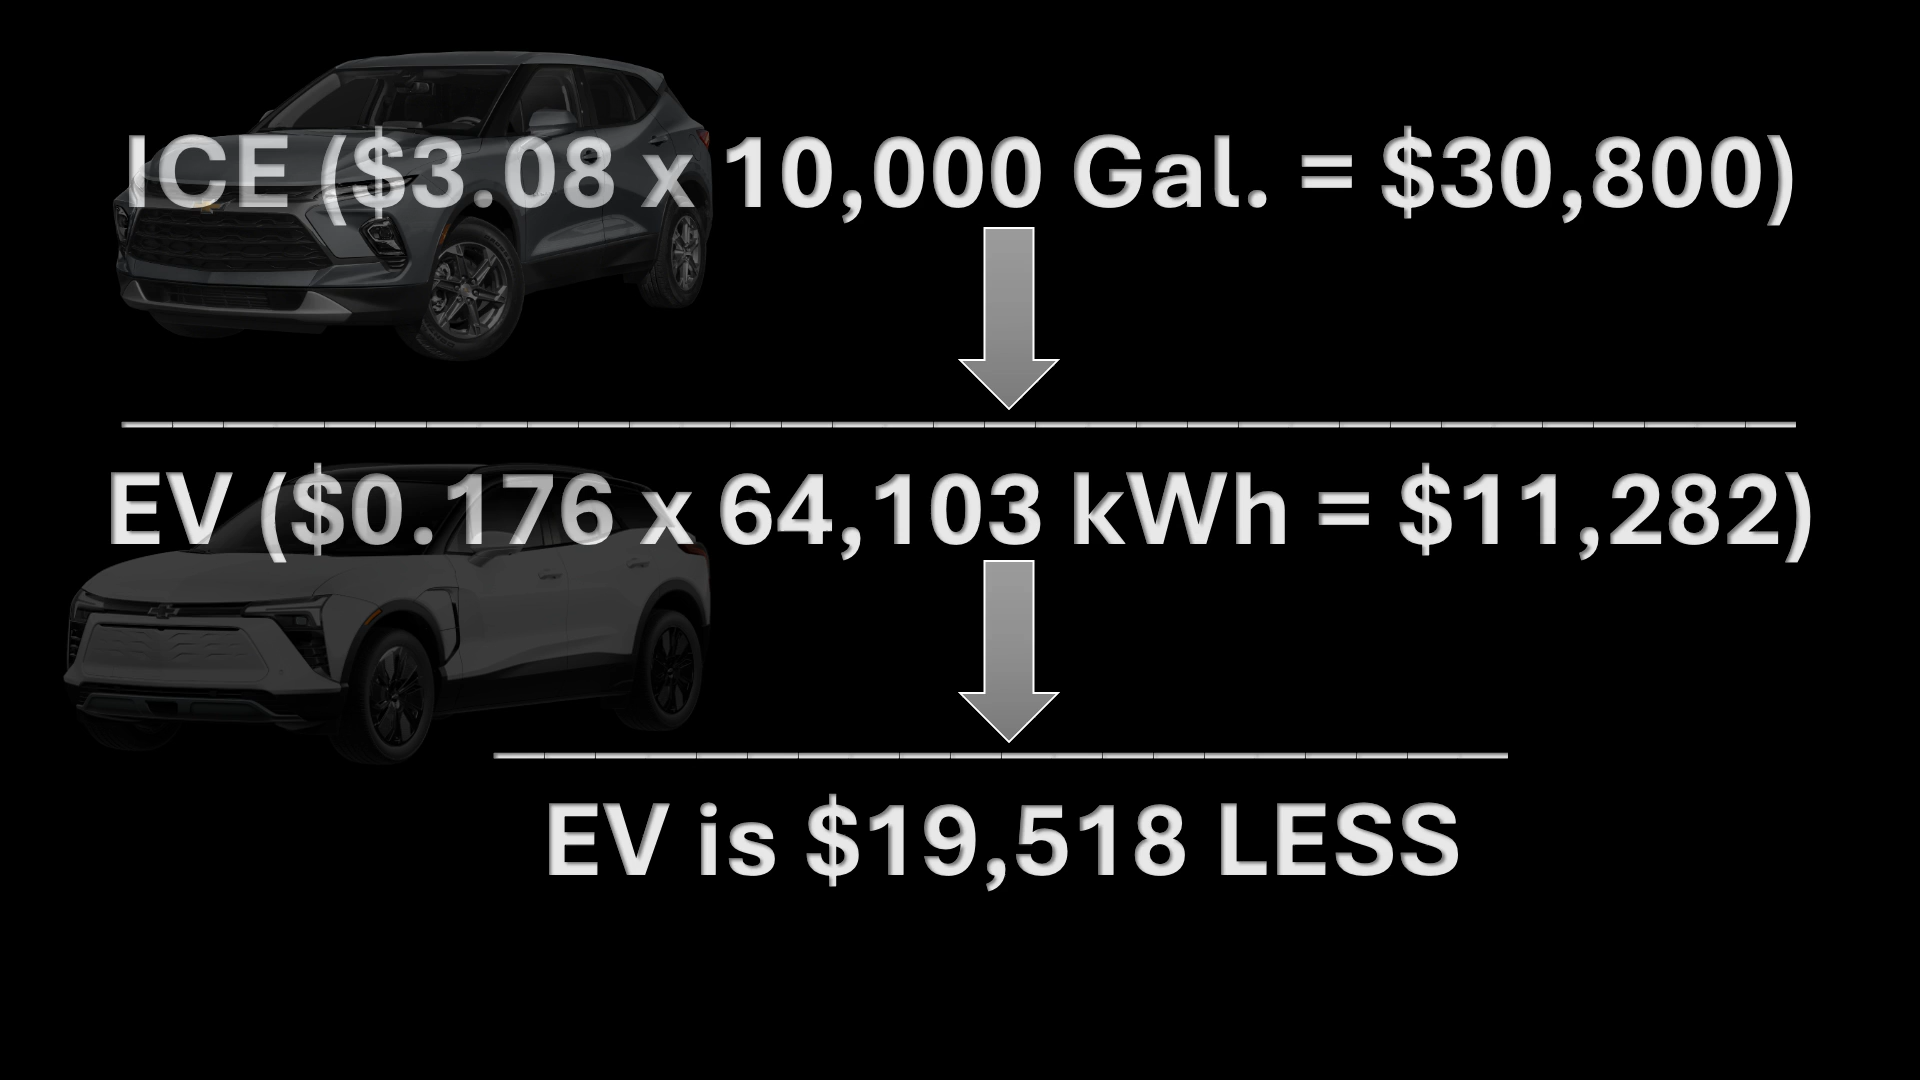 ICE ($3.08 x 10,000 Gal. = $30,800)
EV ($0.176 x 64,103 kWh = $11,282)
EV is $19,518 LESS